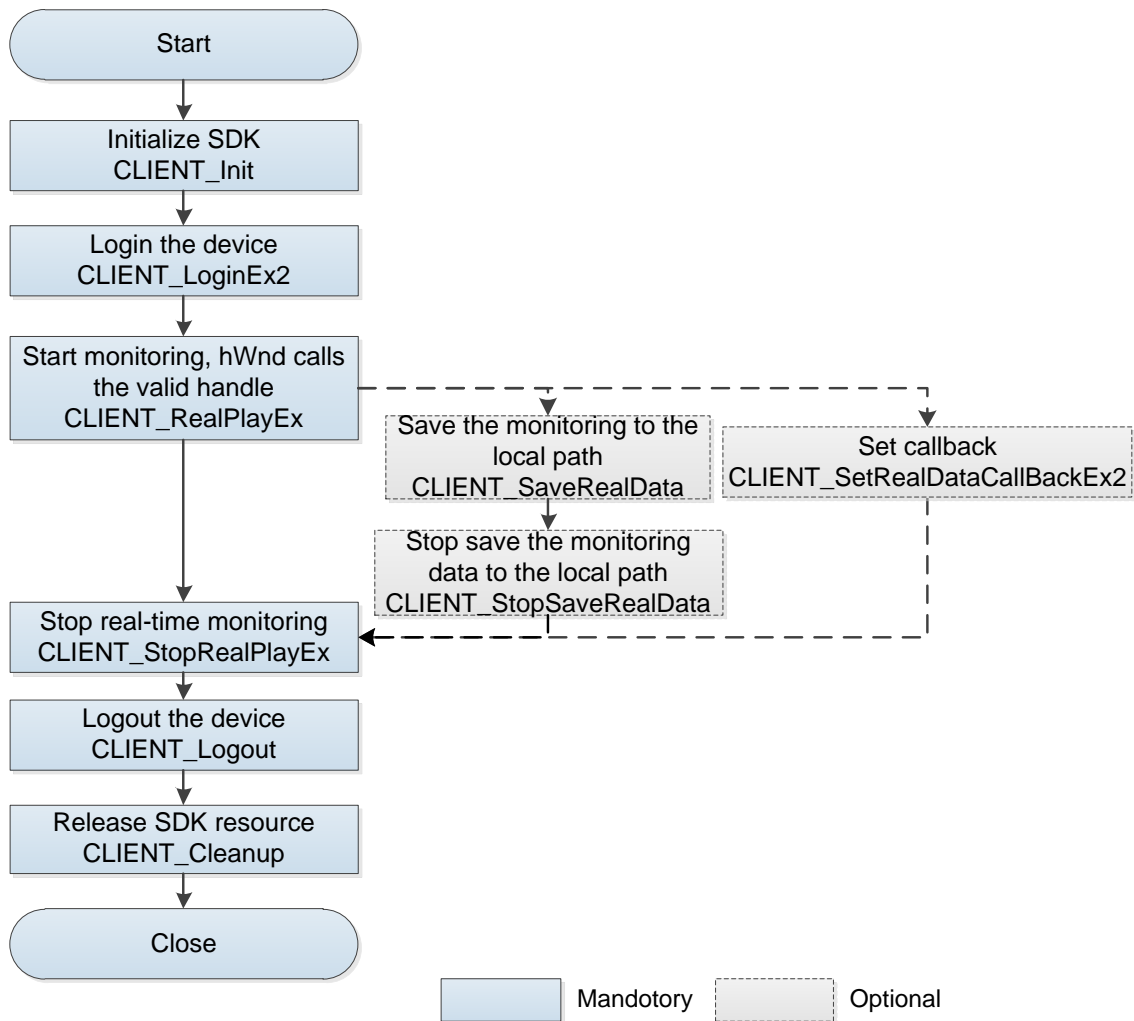 Start
Initialize SDK
CLIENT_Init
Login the device
CLIENT_LoginEx2
Start monitoring, hWnd calls
the valid handle
CLIENT_RealPlayEx
Save the monitoring to the
local path
CLIENT_SaveRealData
Set callback
CLIENT_SetRealDataCallBackEx2
Stop save the monitoring
data to the local path
CLIENT_StopSaveRealData
Stop real-time monitoring
CLIENT_StopRealPlayEx
Logout the device
CLIENT_Logout
Release SDK resource
CLIENT_Cleanup
Close
Mandotory
Optional